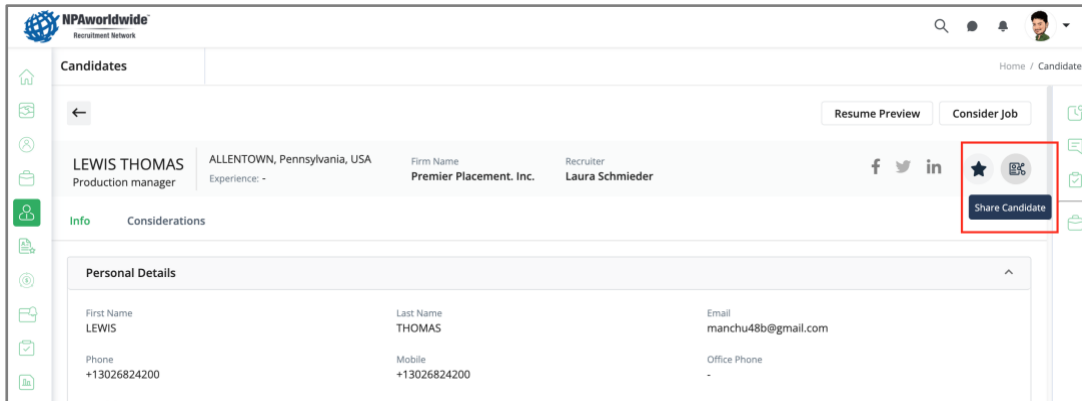 NPAworldwide
Recruitment Network
Candidates
Home / Candidate
Resume Preview
Consider Job
LEWIS THOMAS
Production manager
ALLENTOWN, Pennsylvania, USA
Experience: -
Firm Name
Premier Placement. Inc.
Recruiter
Laura Schmieder
Share Candidate
Info
Considerations
Personal Details
First Name
LEWIS
Last Name
THOMAS
Email
manchu48b@gmail.com
Phone
+13026824200
Mobile
+13026824200
Office Phone
-